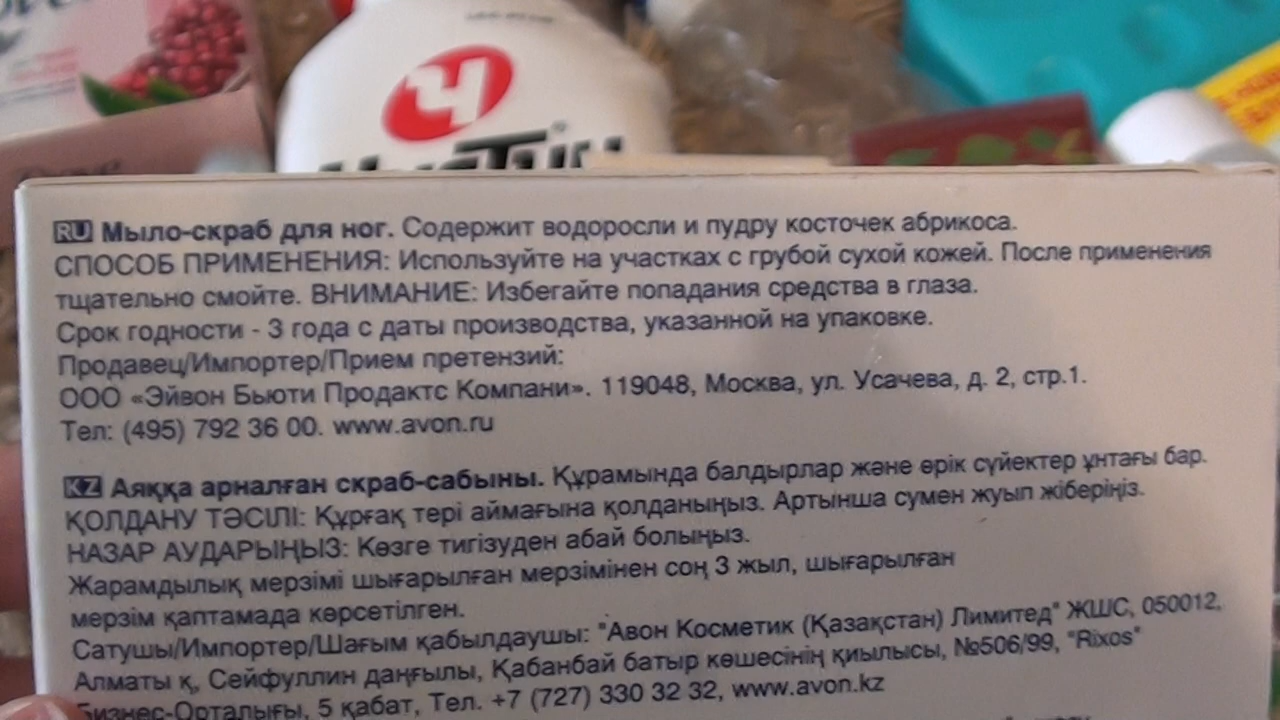 RU Мыло-скраб для ног. Содержит водоросли и пудру косточек абрикоса.
СПОСОБ ПРИМЕНЕНИЯ: Используйте на участках с грубой сухой кожей. После применения
тщательно смойте. ВНИМАНИЕ: Избегайте попадания средства в глаза.
Срок годности - 3 года с даты производства, указанной на упаковке.
Продавец/Импортер/Прием претензий:
ООО «Эйвон Бьюти Продактс Компани». 119048, Москва, ул. Усачева, д. 2, стр.1.
Тел: (495) 792 36 00. www.avon.ru
KZ Аяққа арналған скраб-сабыны. Құрамында балдырлар және өрік сүйектер ұнтағы бар.
ҚОЛДАНУ ТӘСІЛІ: Құрғақ тері аймағына қолданыңыз. Артынша сумен жуып жіберіңіз.
НАЗАР АУДАРЫҢЫЗ: Көзге тигізуден абай болыңыз.
Жарамдылық мерзімі шығарылған мерзімінен соң 3 жыл, шығарылған
мерзім қаптамада көрсетілген.
Сатушы/Импортер/Шағым қабылдаушы: "Авон Косметик (Қазақстан) Лимитед" ЖШС, 050012,
Алматы қ, Сейфуллин даңғылы, Қабанбай батыр көшесінің қиылысы, №506/99, "Rixos"
Бизнес-Орталығы, 5 қабат, Тел. +7 (727) 330 32 32, www.avon.kz